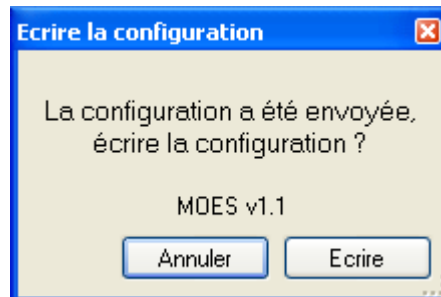 Ecrire la configuration
La configuration a été envoyée,
écrire la configuration ?
MOES v1.1
Annuler
Ecrire